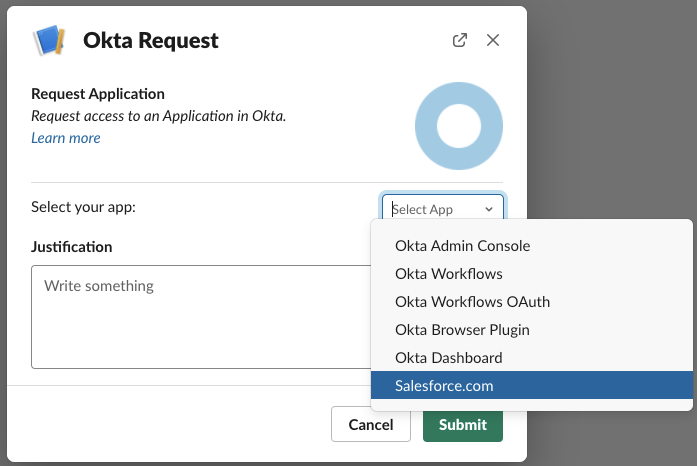 Okta Request
Request Application
Request access to an Application in Okta.
Learn more
Select your app:
Select App
Okta Admin Console
Okta Workflows
Okta Workflows OAuth
Okta Browser Plugin
Okta Dashboard
Salesforce.com
Justification
Write something
Cancel
Submit